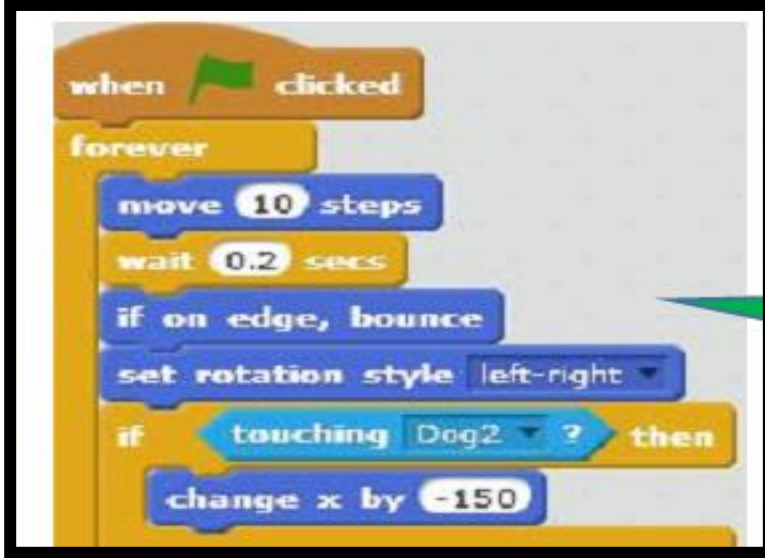 when clicked
forever
move 10 steps
wait 0.2 secs
if on edge, bounce
set rotation style left-right
if touching Dog2 ? then
change x by -150